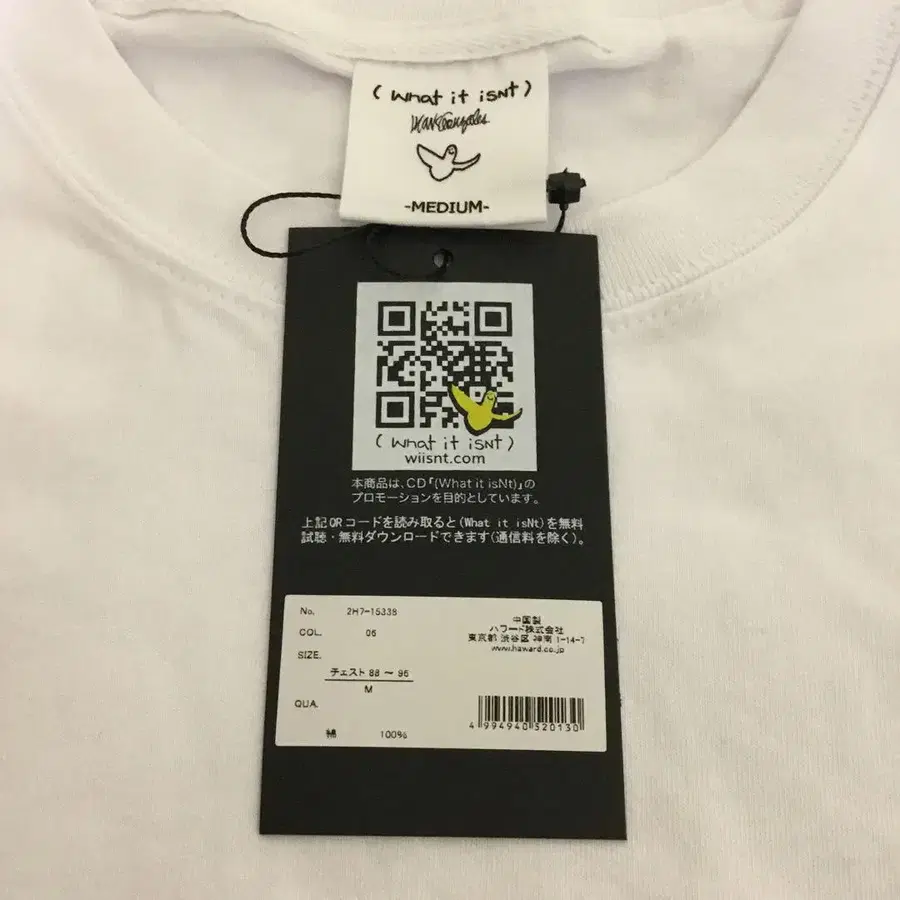 ( What it isNt )
MarkGonzales
-MEDIUM-
( What it isNt )
wiisnt.com
本商品は、CD「(What it isNt)」の
プロモーションを目的としています。
上記QRコードを読み取ると(What it isNt)を無料
試聴・無料ダウンロードできます(通信料を除く)。
No. 2H7-15338
COL. 06
SIZE.
チェスト 88 ～ 96
M
QUA.
綿 100%
中国製
ハワード株式会社
東京都 渋谷区 神南 1-14-7
www.haward.co.jp
4 994940 520130